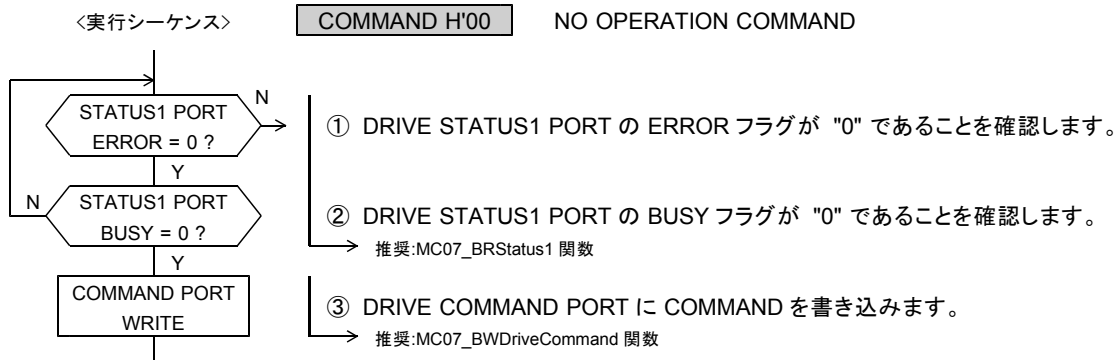 〈実行シーケンス〉 COMMAND H'00 NO OPERATION COMMAND
STATUS1 PORT
ERROR = 0 ?
N
① DRIVE STATUS1 PORT の ERROR フラグが "0" であることを確認します。
Y
N
STATUS1 PORT
BUSY = 0 ?
② DRIVE STATUS1 PORT の BUSY フラグが "0" であることを確認します。
推奨:MC07_BRStatus1 関数
Y
COMMAND PORT
WRITE
③ DRIVE COMMAND PORT に COMMAND を書き込みます。
推奨:MC07_BWDriveCommand 関数